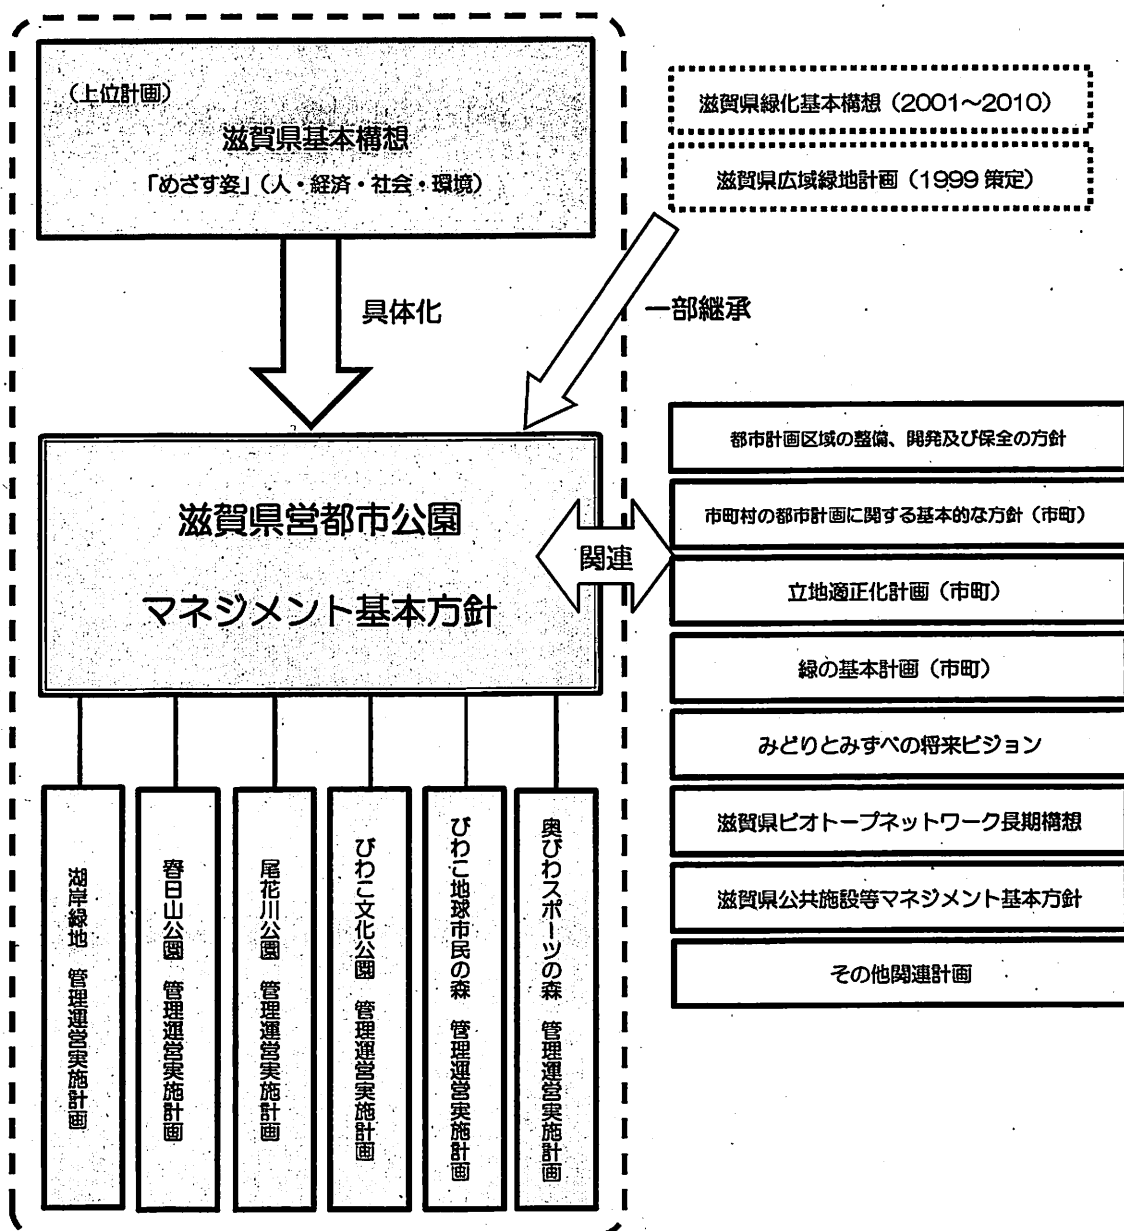 (上位計画)
滋賀県基本構想
「めざす姿」(人・経済・社会・環境)
滋賀県緑化基本構想(2001~2010)
滋賀県広域緑地計画(1999 策定)
具体化
一部継承
滋賀県営都市公園
マネジメント基本方針
関連
都市計画区域の整備、開発及び保全の方針
市町村の都市計画に関する基本的な方針(市町)
立地適正化計画(市町)
緑の基本計画(市町)
みどりとみずべの将来ビジョン
滋賀県ビオトープネットワーク長期構想
滋賀県公共施設等マネジメント基本方針
その他関連計画
湖岸緑地 管理運営実施計画
春日山公園 管理運営実施計画
尾花川公園 管理運営実施計画
びわこ文化公園 管理運営実施計画
びわこ地球市民の森 管理運営実施計画
奥びわスポーツの森 管理運営実施計画